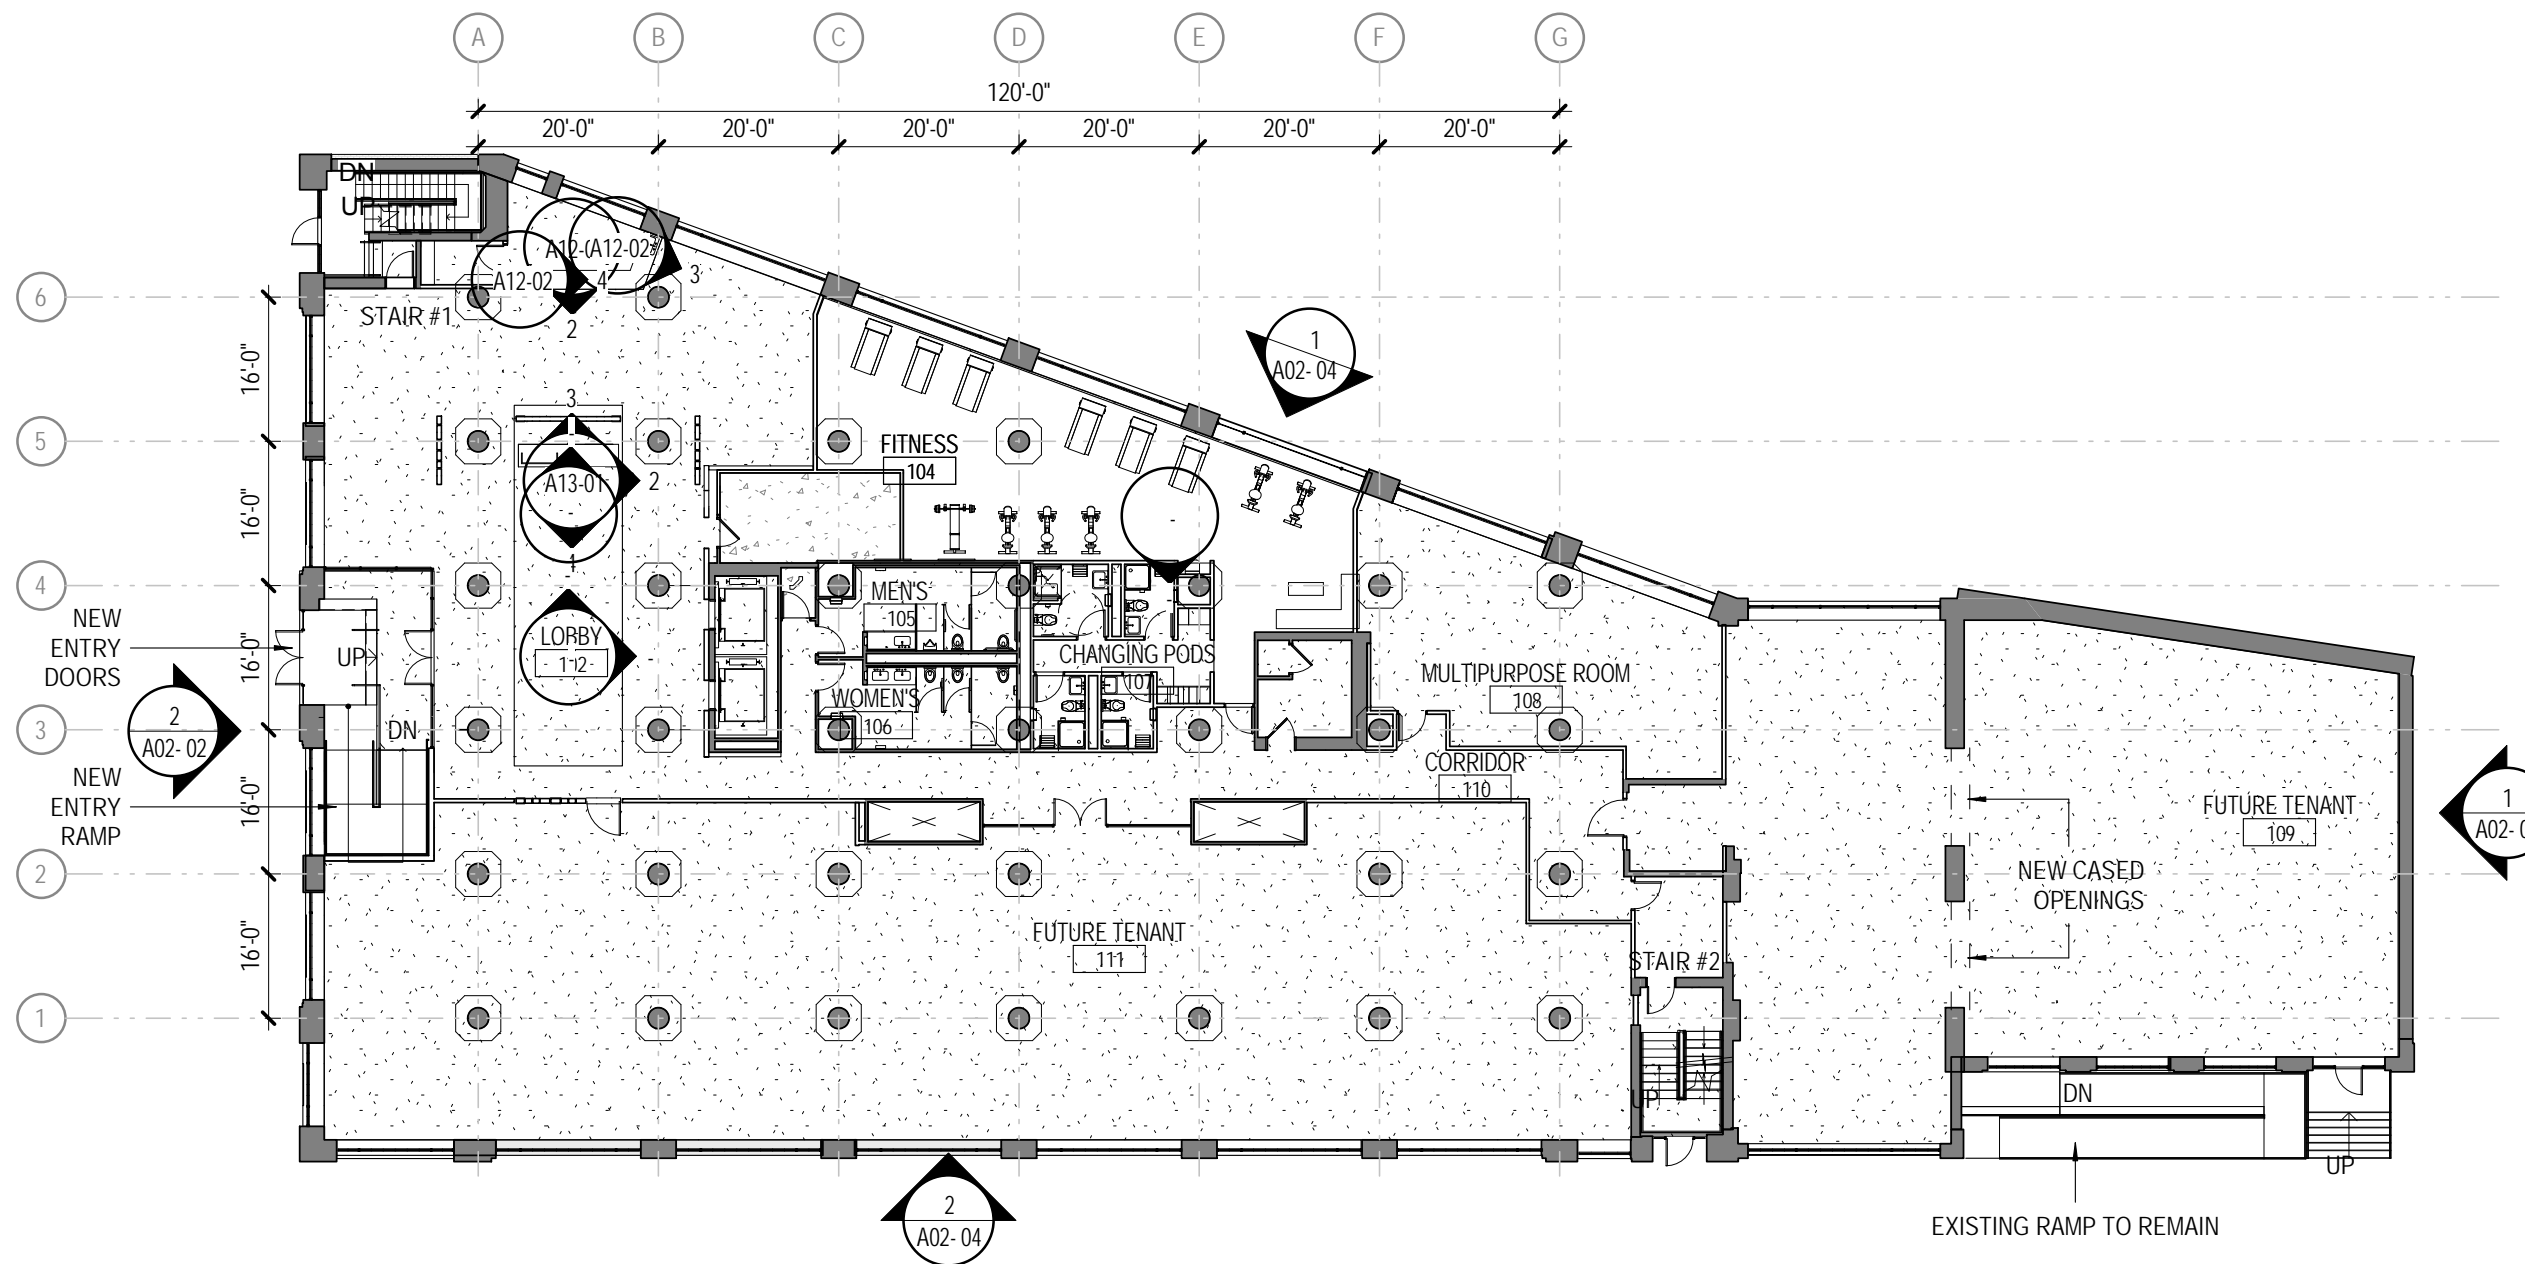 A
B
C
D
E
F
G
120'-0"
20'-0"
20'-0"
20'-0"
20'-0"
20'-0"
20'-0"
DN
UP
A12-02
A12-02
4
3
2
6
STAIR #1
1
A02- 04
16'-0"
3
5
FITNESS
104
A13-01
2
16'-0"
1
4
NEW
ENTRY
DOORS
MEN'S
105
16'-0"
UP
CHANGING PODS
107
MULTIPURPOSE ROOM
108
WOMEN'S
106
2
A02- 02
3
DN
CORRIDOR
110
NEW
ENTRY
RAMP
16'-0"
FUTURE TENANT
109
1
2
NEW CASED
OPENINGS
16'-0"
FUTURE TENANT
111
STAIR #2
1
UP
DN
UP
2
A02- 04
EXISTING RAMP TO REMAIN